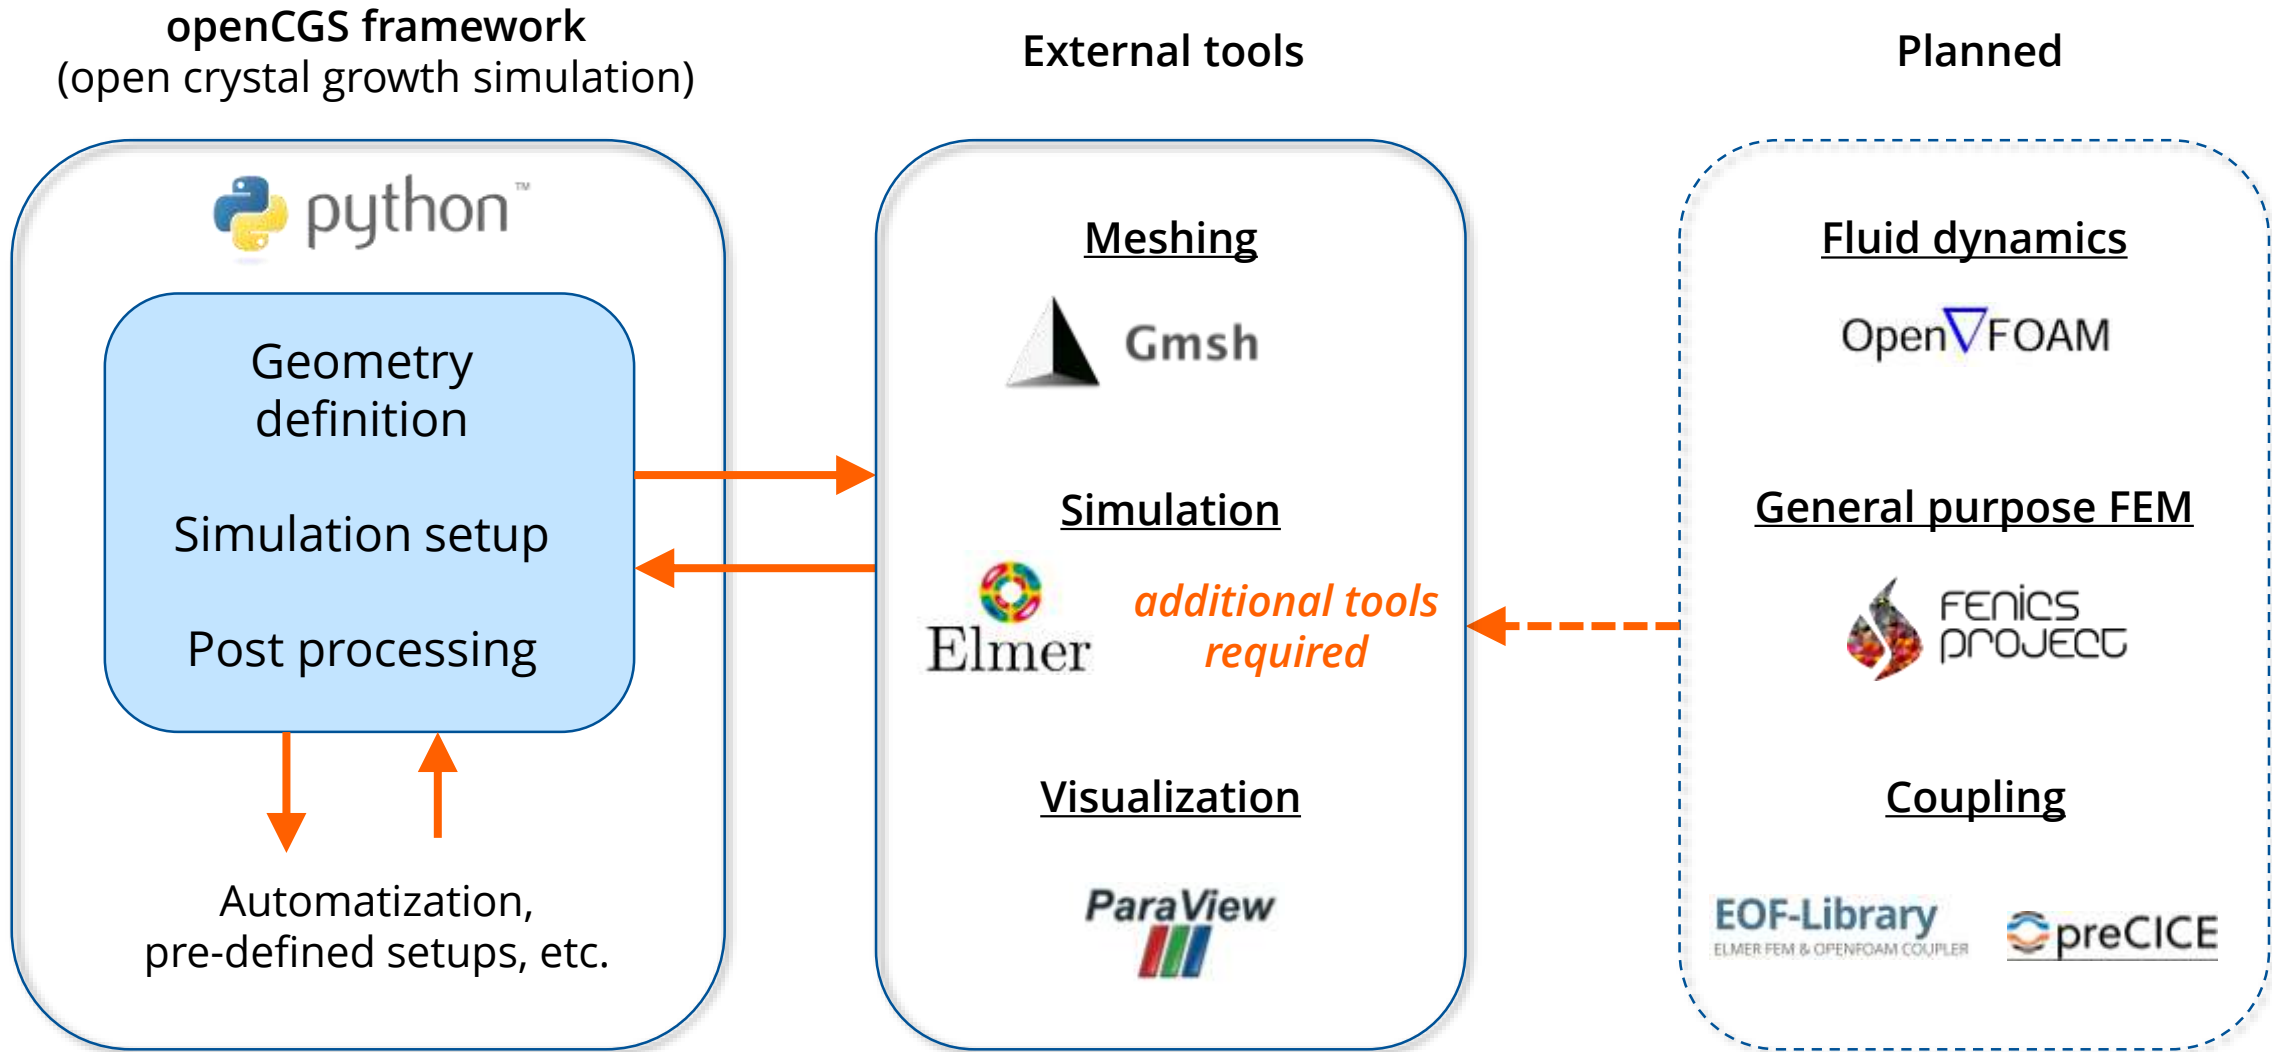 openCGS framework
(open crystal growth simulation)
python™
Geometry
definition
Simulation setup
Post processing
Automatization,
pre-defined setups, etc.
External tools
Meshing
Gmsh
Simulation
Elmer
additional tools
required
Visualization
ParaView
Planned
Fluid dynamics
Open∇FOAM
General purpose FEM
FENICS
PROJECT
Coupling
EOF-Library
ELMER FEM & OPENFOAM COUPLER
preCICE